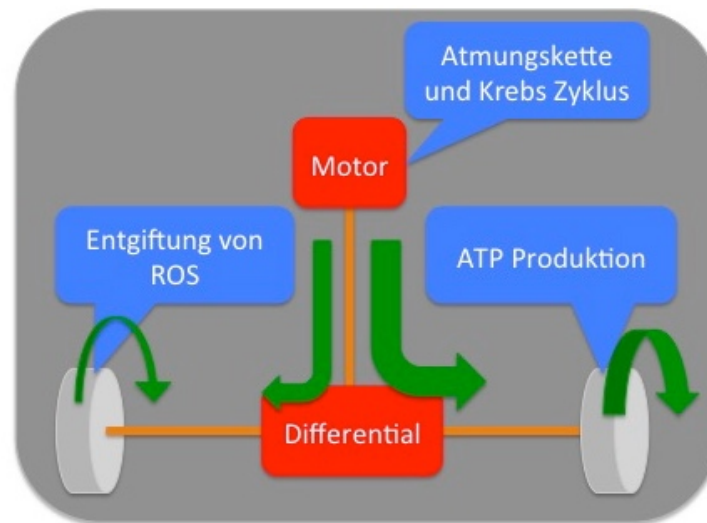 Atmungskette
und Krebs Zyklus
Motor
Entgiftung von
ROS
ATP Produktion
Differential